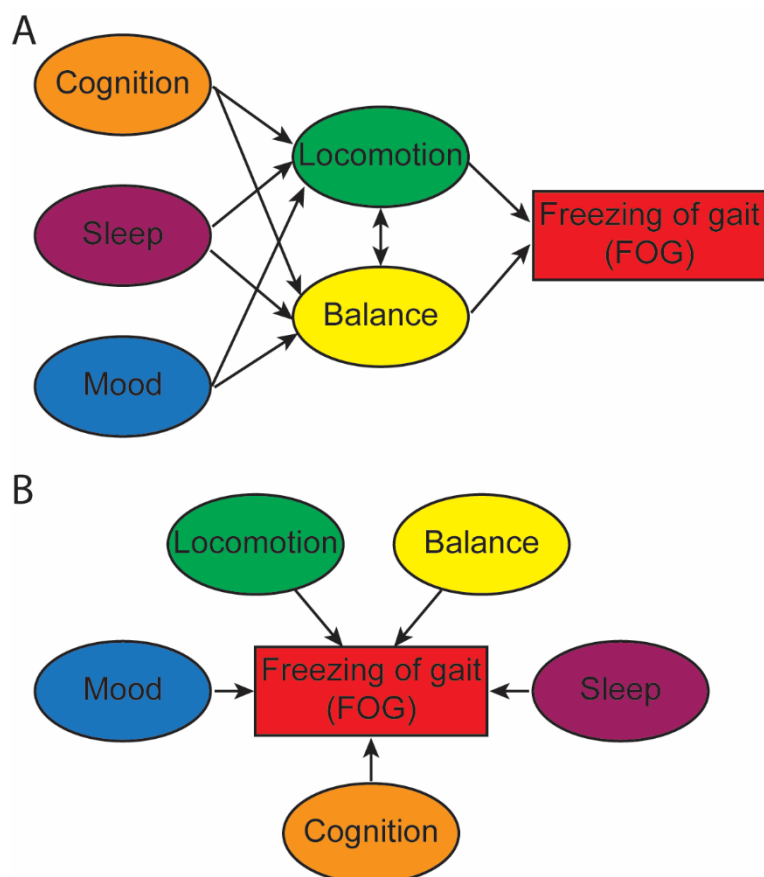 A
Cognition
Locomotion
Sleep
Freezing of gait
(FOG)
Balance
Mood
B
Locomotion
Balance
Mood
Freezing of gait
(FOG)
Sleep
Cognition